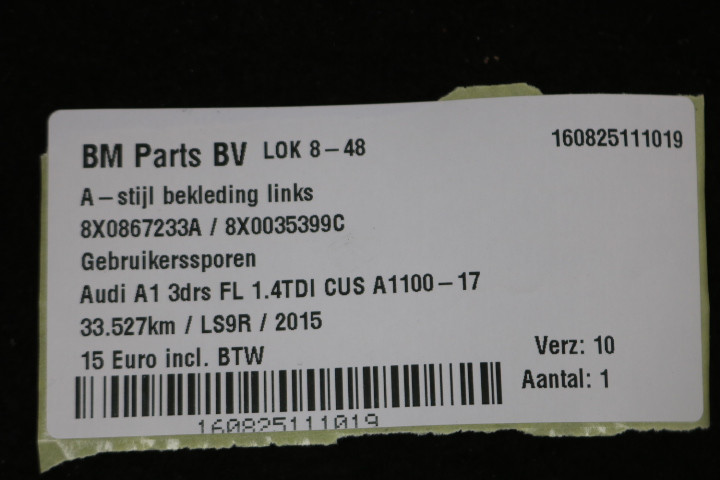 BM Parts BV LOK 8-48 160825111019
A-stijl bekleding links
8X0867233A / 8X0035399C
Gebruikerssporen
Audi A1 3drs FL 1.4TDI CUS A1100-17
33.527km / LS9R / 2015
15 Euro incl. BTW
Verz: 10
Aantal: 1
160825111019